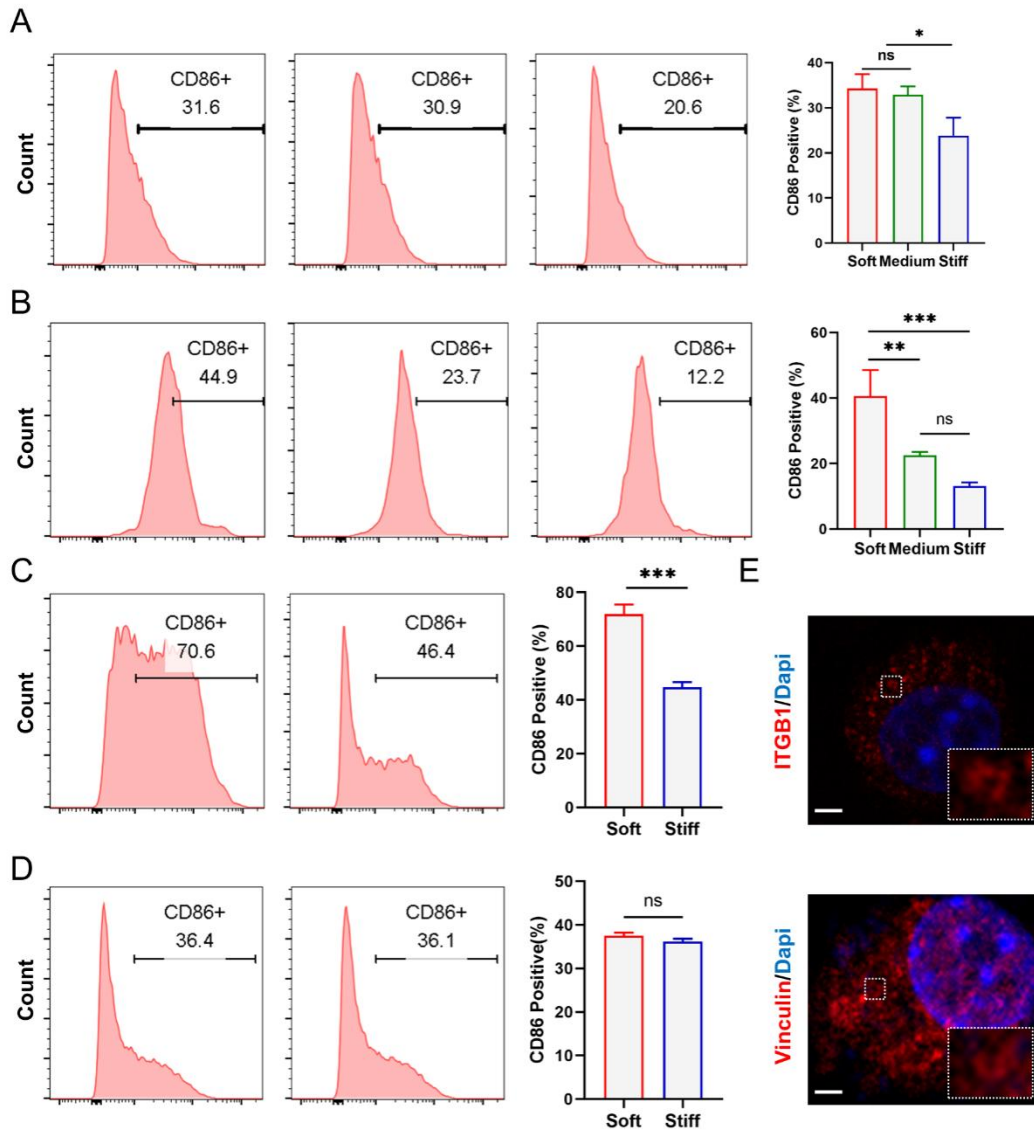 A
Count
CD86+
31.6
CD86+
30.9
CD86+
20.6
CD86 Positive (%)
40
30
20
10
0
ns
*
Soft Medium Stiff
B
Count
CD86+
44.9
CD86+
23.7
CD86+
12.2
CD86 Positive (%)
60
40
20
0
***
**
ns
Soft Medium Stiff
C
Count
CD86+
70.6
CD86+
46.4
CD86 Positive (%)
80
60
40
20
0
***
Soft Stiff
D
Count
CD86+
36.4
CD86+
36.1
CD86 Positive(%)
50
40
30
20
10
0
ns
Soft Stiff
E
ITGB1/Dapi
Vinculin/Dapi